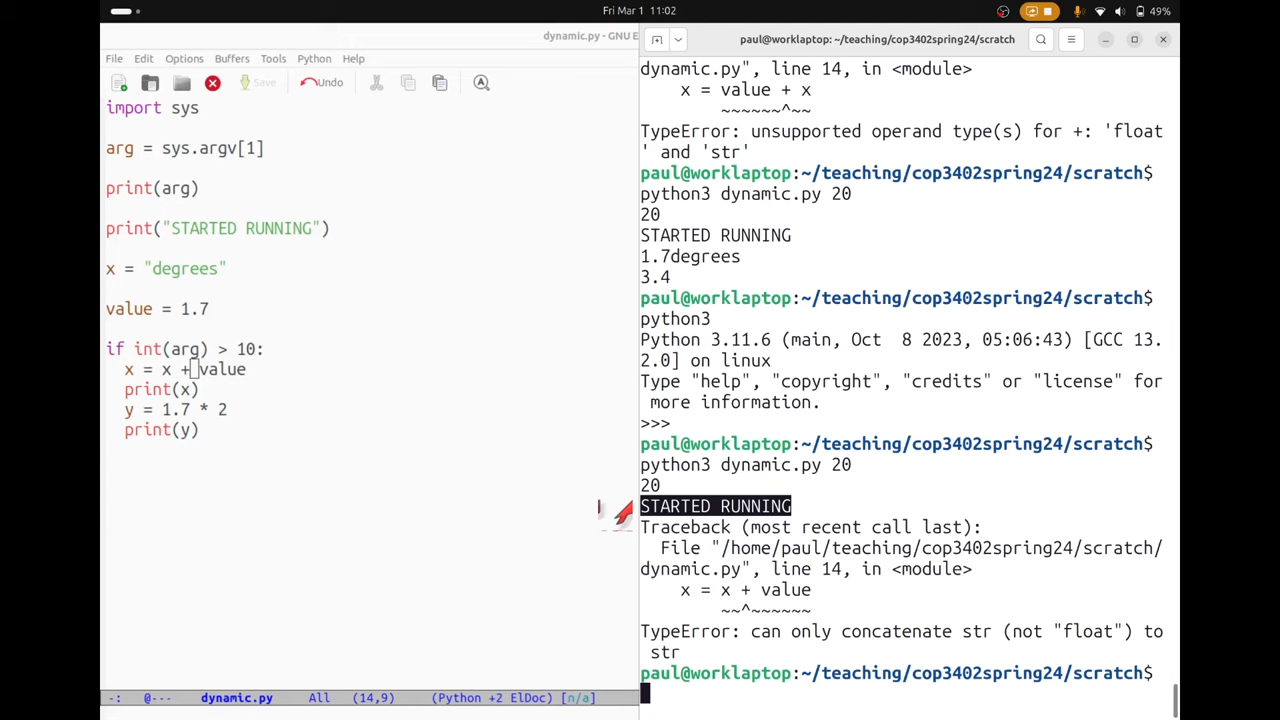 Fri Mar 1 11:02
49%
dynamic.py - GNU E
File Edit Options Buffers Tools Python Help
Save Undo
import sys
arg = sys.argv[1]
print(arg)
print("STARTED RUNNING")
x = "degrees"
value = 1.7
if int(arg) > 10:
x = x + value
print(x)
y = 1.7 * 2
print(y)
-: @--- dynamic.py All (14,9) (Python +2 ElDoc) [n/a]
paul@worklaptop: ~/teaching/cop3402spring24/scratch
dynamic.py", line 14, in <module>
x = value + x
~~~~~~^~~
TypeError: unsupported operand type(s) for +: 'float
' and 'str'
paul@worklaptop:~/teaching/cop3402spring24/scratch$
python3 dynamic.py 20
20
STARTED RUNNING
1.7degrees
3.4
paul@worklaptop:~/teaching/cop3402spring24/scratch$
python3
Python 3.11.6 (main, Oct  8 2023, 05:06:43) [GCC 13.
2.0] on linux
Type "help", "copyright", "credits" or "license" for
more information.
>>>
paul@worklaptop:~/teaching/cop3402spring24/scratch$
python3 dynamic.py 20
20
STARTED RUNNING
Traceback (most recent call last):
File "/home/paul/teaching/cop3402spring24/scratch/
dynamic.py", line 14, in <module>
x = x + value
~~^~~~~~~
TypeError: can only concatenate str (not "float") to
str
paul@worklaptop:~/teaching/cop3402spring24/scratch$